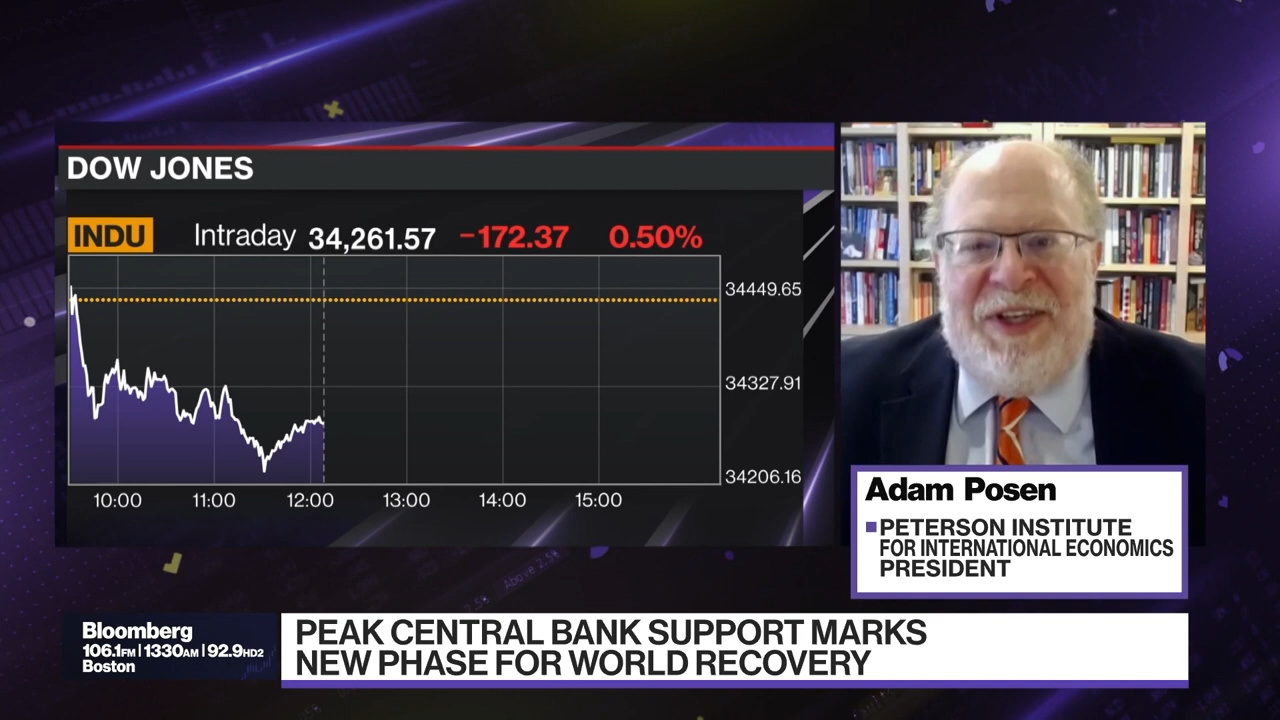 DOW JONES
INDU Intraday 34,261.57 -172.37 0.50%
34449.65
34327.91
34206.16
10:00 11:00 12:00 13:00 14:00 15:00
Adam Posen
PETERSON INSTITUTE
FOR INTERNATIONAL ECONOMICS
PRESIDENT
Bloomberg
106.1FM | 1330AM | 92.9HD2
Boston
PEAK CENTRAL BANK SUPPORT MARKS
NEW PHASE FOR WORLD RECOVERY